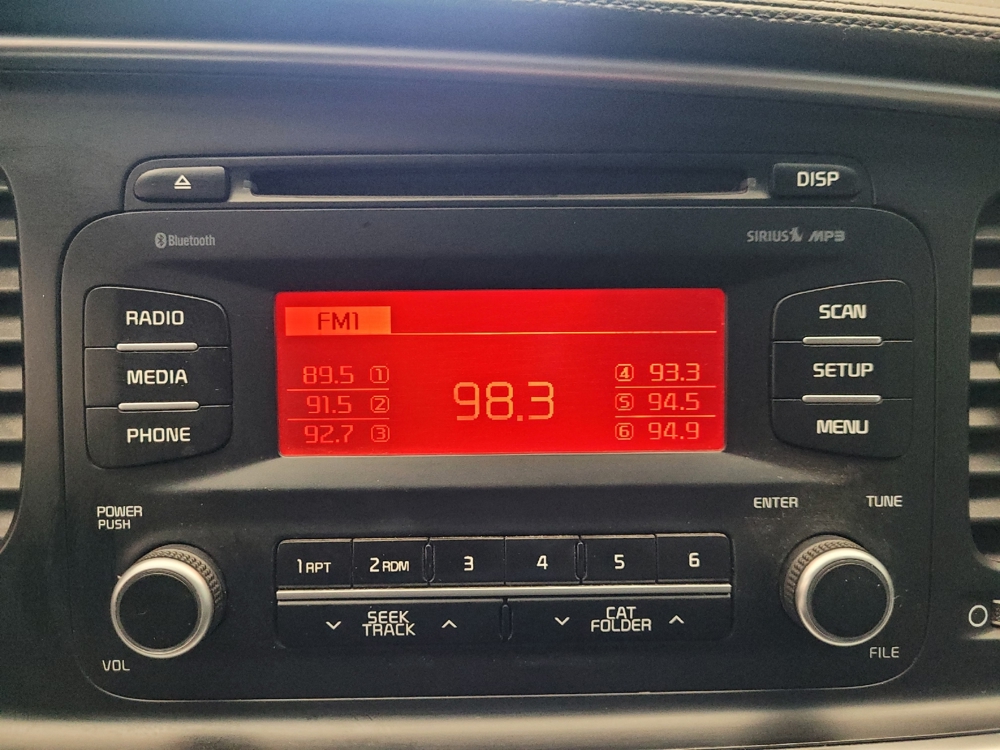 DISP
Bluetooth
SIRIUS MP3
RADIO
MEDIA
PHONE
FM1
89.5 1
91.5 2
92.7 3
98.3
4 93.3
5 94.5
6 94.9
SCAN
SETUP
MENU
POWER
PUSH
VOL
ENTER
TUNE
FILE
1 RPT
2 RDM
3
4
5
6
SEEK
TRACK
CAT
FOLDER